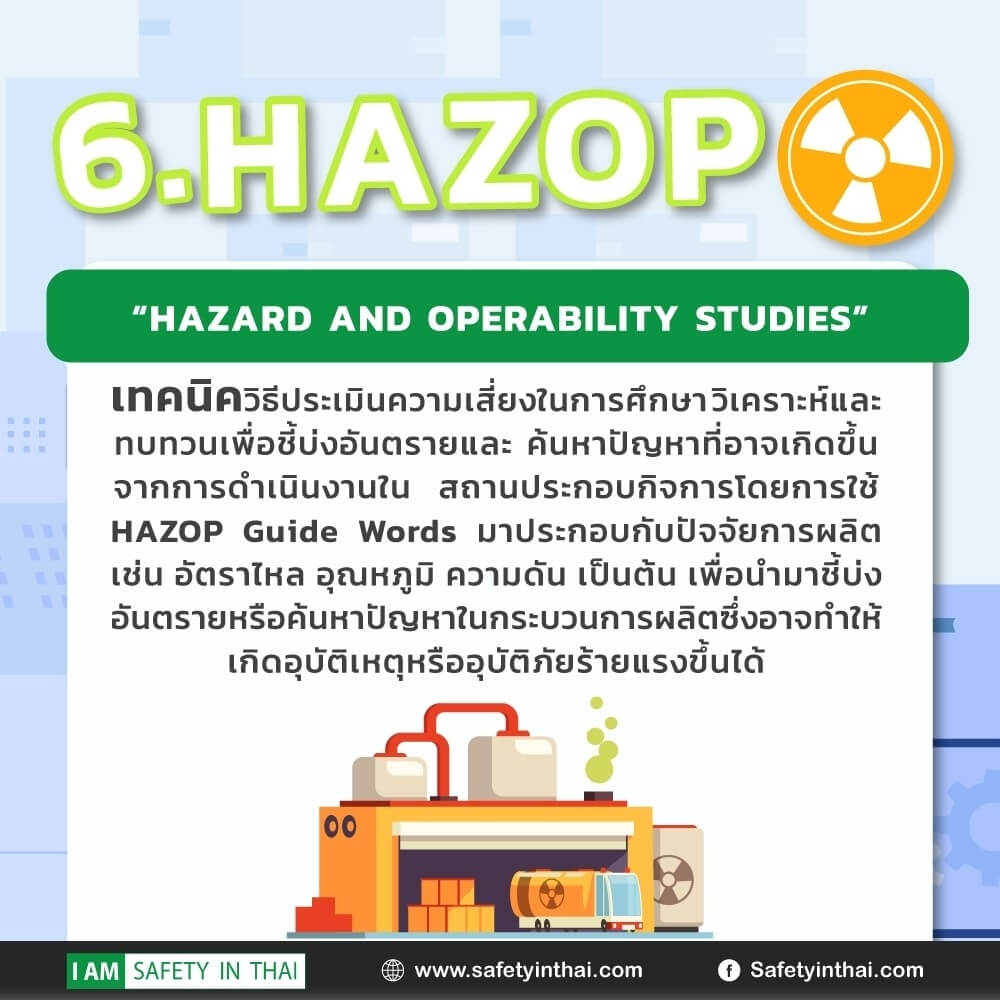 6.HAZOP
“HAZARD AND OPERABILITY STUDIES”
เทคนิควิธีประเมินความเสี่ยงในการศึกษาวิเคราะห์และ
ทบทวนเพื่อชี้บ่งอันตรายและ ค้นหาปัญหาที่อาจเกิดขึ้น
จากการดำเนินงานใน สถานประกอบกิจการโดยการใช้
HAZOP Guide Words มาประกอบกับปัจจัยการผลิต
เช่น อัตราไหล อุณหภูมิ ความดัน เป็นต้น เพื่อนำมาชี้บ่ง
อันตรายหรือค้นหาปัญหาในกระบวนการผลิตซึ่งอาจทำให้
เกิดอุบัติเหตุหรืออุบัติภัยร้ายแรงขึ้นได้
I AM SAFETY IN THAI www.safetyinthai.com Safetyinthai.com